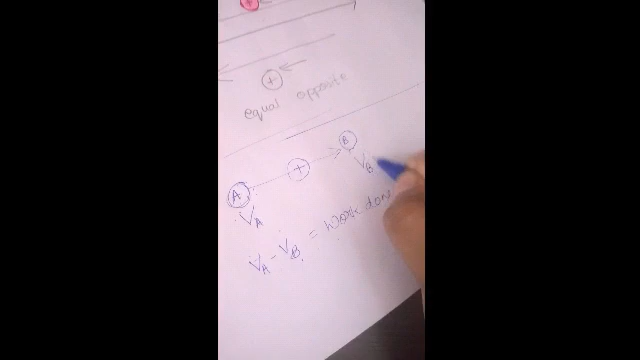 +
+
equal opposite
A + B
V_A V_B
V_A - V_B = Work done